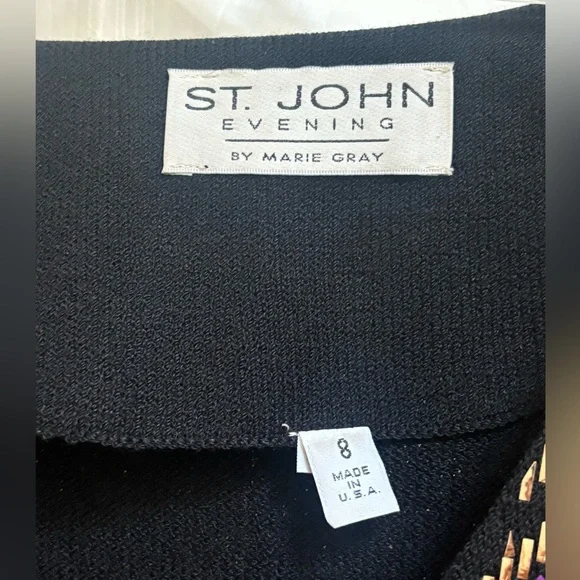 ST. JOHN
EVENING
BY MARIE GRAY
8
MADE
IN
U.S.A.